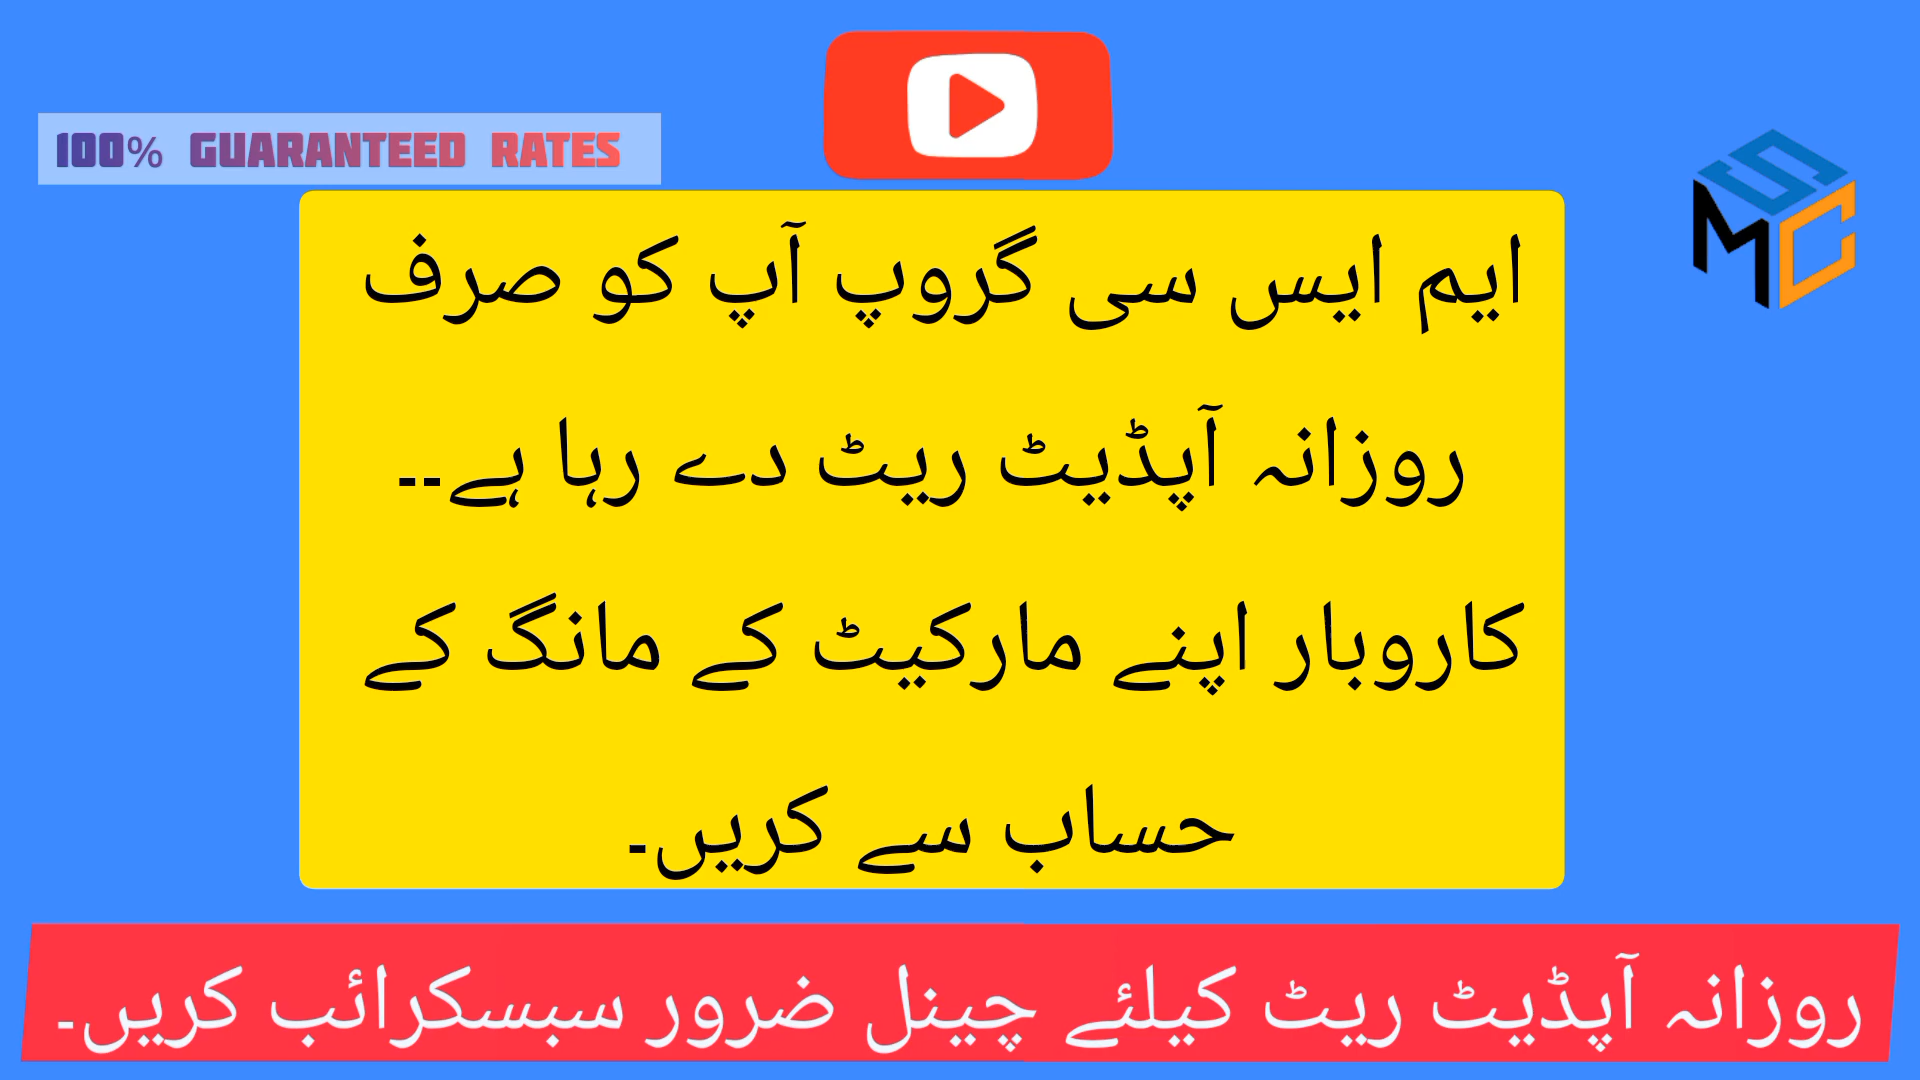 100% GUARANTEED RATES
MSC
ایم ایس سی گروپ آپ کو صرف
روزانہ آپڈیٹ ریٹ دے رہا ہے۔۔
کاروبار اپنے مارکیٹ کے مانگ کے
حساب سے کریں۔
روزانہ آپڈیٹ ریٹ کیلئے چینل ضرور سبسکرائب کریں۔